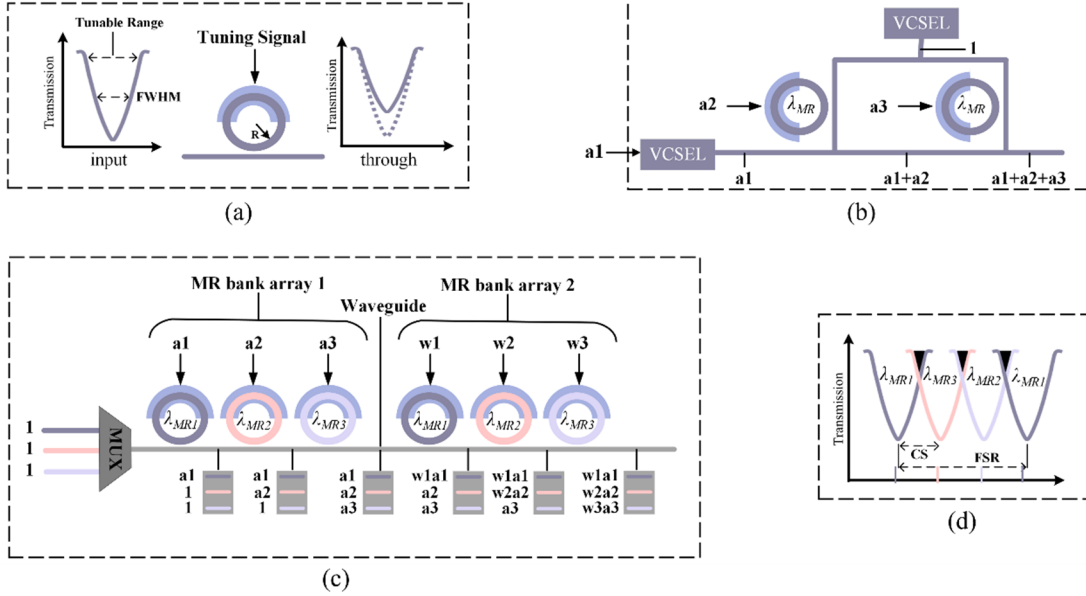 Tunable Range
FWHM
Transmission
input
Tuning Signal
R
Transmission
through
(a)
VCSEL
1
a2
λMR
a3
λMR
a1
VCSEL
a1
a1+a2
a1+a2+a3
(b)
MR bank array 1
Waveguide
MR bank array 2
a1
a2
a3
w1
w2
w3
λMR1
λMR2
λMR3
λMR1
λMR2
λMR3
1
1
1
MUX
a1
1
1
a1
a2
1
a1
a2
a3
w1a1
a2
a3
w1a1
w2a2
a3
w1a1
w2a2
w3a3
(c)
Transmission
λMR1
λMR3
λMR2
λMR1
CS
FSR
(d)